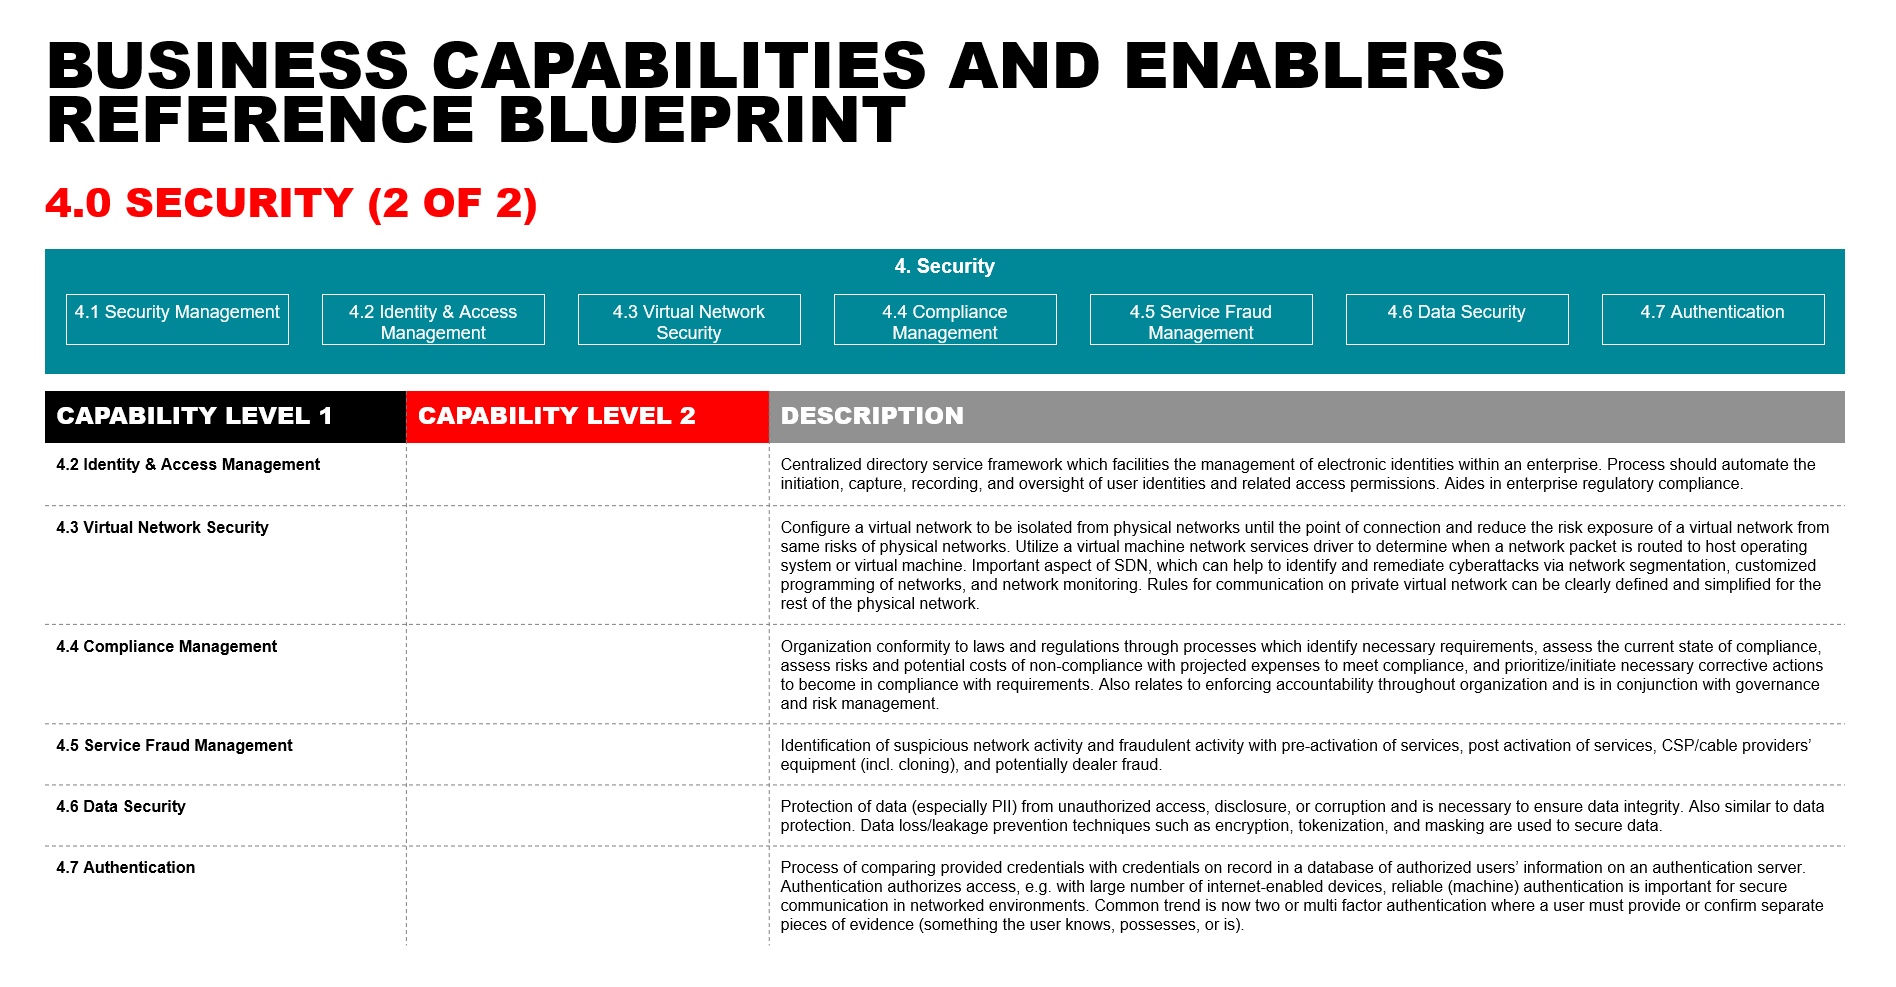 BUSINESS CAPABILITIES AND ENABLERS
REFERENCE BLUEPRINT
4.0 SECURITY (2 OF 2)
4. Security
4.1 Security Management
4.2 Identity & Access
Management
4.3 Virtual Network
Security
4.4 Compliance
Management
4.5 Service Fraud
Management
4.6 Data Security
4.7 Authentication
CAPABILITY LEVEL 1
CAPABILITY LEVEL 2
DESCRIPTION
4.2 Identity & Access Management
Centralized directory service framework which facilities the management of electronic identities within an enterprise. Process should automate the
initiation, capture, recording, and oversight of user identities and related access permissions. Aides in enterprise regulatory compliance.
4.3 Virtual Network Security
Configure a virtual network to be isolated from physical networks until the point of connection and reduce the risk exposure of a virtual network from
same risks of physical networks. Utilize a virtual machine network services driver to determine when a network packet is routed to host operating
system or virtual machine. Important aspect of SDN, which can help to identify and remediate cyberattacks via network segmentation, customized
programming of networks, and network monitoring. Rules for communication on private virtual network can be clearly defined and simplified for the
rest of the physical network.
4.4 Compliance Management
Organization conformity to laws and regulations through processes which identify necessary requirements, assess the current state of compliance,
assess risks and potential costs of non-compliance with projected expenses to meet compliance, and prioritize/initiate necessary corrective actions
to become in compliance with requirements. Also relates to enforcing accountability throughout organization and is in conjunction with governance
and risk management.
4.5 Service Fraud Management
Identification of suspicious network activity and fraudulent activity with pre-activation of services, post activation of services, CSP/cable providers’
equipment (incl. cloning), and potentially dealer fraud.
4.6 Data Security
Protection of data (especially PII) from unauthorized access, disclosure, or corruption and is necessary to ensure data integrity. Also similar to data
protection. Data loss/leakage prevention techniques such as encryption, tokenization, and masking are used to secure data.
4.7 Authentication
Process of comparing provided credentials with credentials on record in a database of authorized users’ information on an authentication server.
Authentication authorizes access, e.g. with large number of internet-enabled devices, reliable (machine) authentication is important for secure
communication in networked environments. Common trend is now two or multi factor authentication where a user must provide or confirm separate
pieces of evidence (something the user knows, possesses, or is).